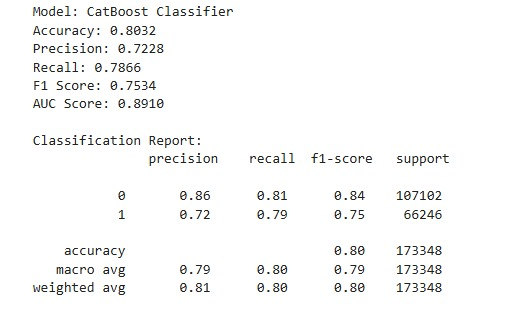 Model: CatBoost Classifier
Accuracy: 0.8032
Precision: 0.7228
Recall: 0.7866
F1 Score: 0.7534
AUC Score: 0.8910
Classification Report:
precision recall f1-score support
0 0.86 0.81 0.84 107102
1 0.72 0.79 0.75 66246
accuracy 0.80 173348
macro avg 0.79 0.80 0.79 173348
weighted avg 0.81 0.80 0.80 173348